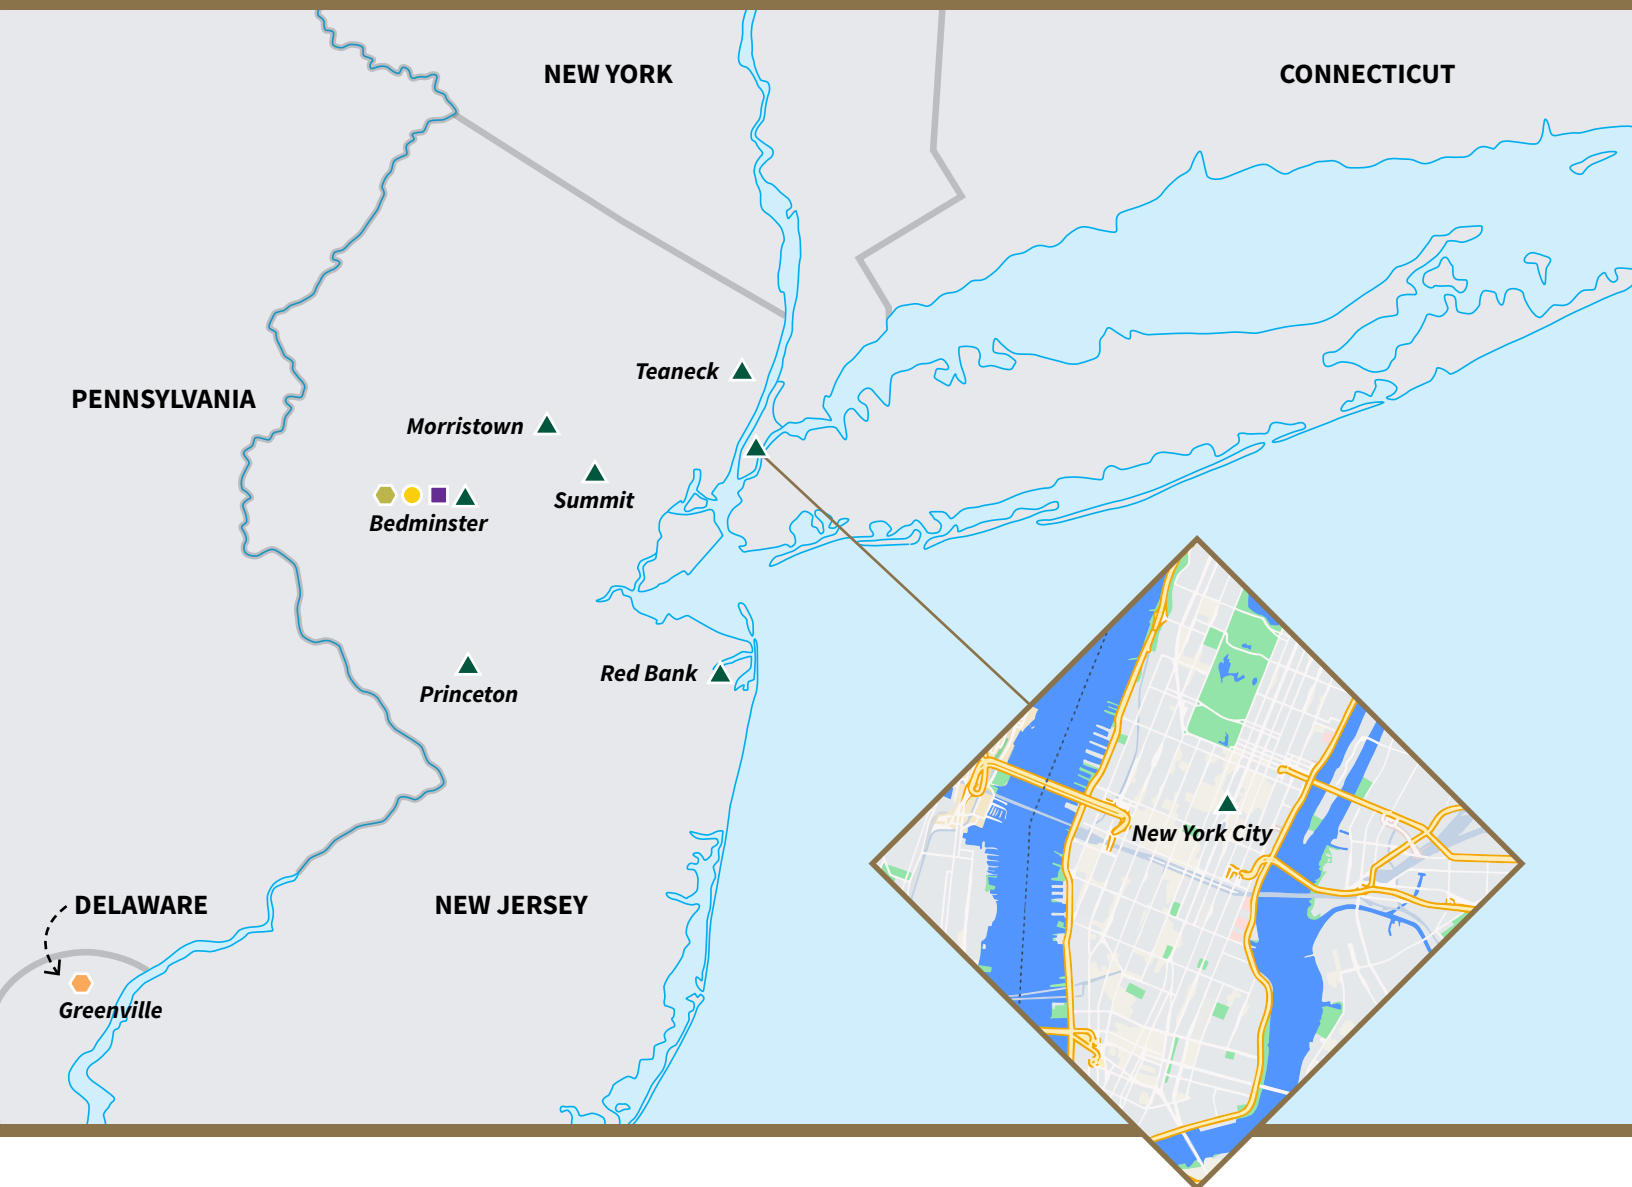 NEW YORK
CONNECTICUT
Teaneck
PENNSYLVANIA
Morristown
Summit
Bedminster
Red Bank
Princeton
New York City
DELAWARE
NEW JERSEY
Greenville